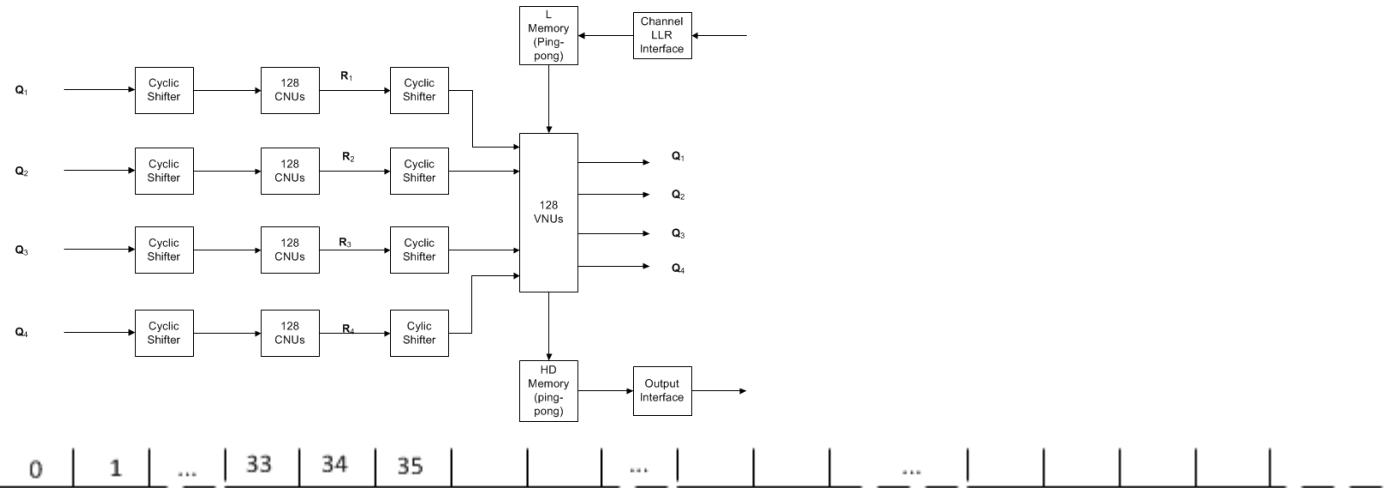 L
Memory
(Ping-
pong)
Channel
LLR
Interface
Q₁
Cyclic
Shifter
128
CNUs
R₁
Cyclic
Shifter
Q₂
Cyclic
Shifter
128
CNUs
R₂
Cyclic
Shifter
128
VNUs
Q₁
Q₂
Q₃
Q₄
Q₃
Cyclic
Shifter
128
CNUs
R₃
Cyclic
Shifter
Q₄
Cyclic
Shifter
128
CNUs
R₄
Cylic
Shifter
HD
Memory
(ping-
pong)
Output
Interface
0 1 ... 33 34 35 ... ...